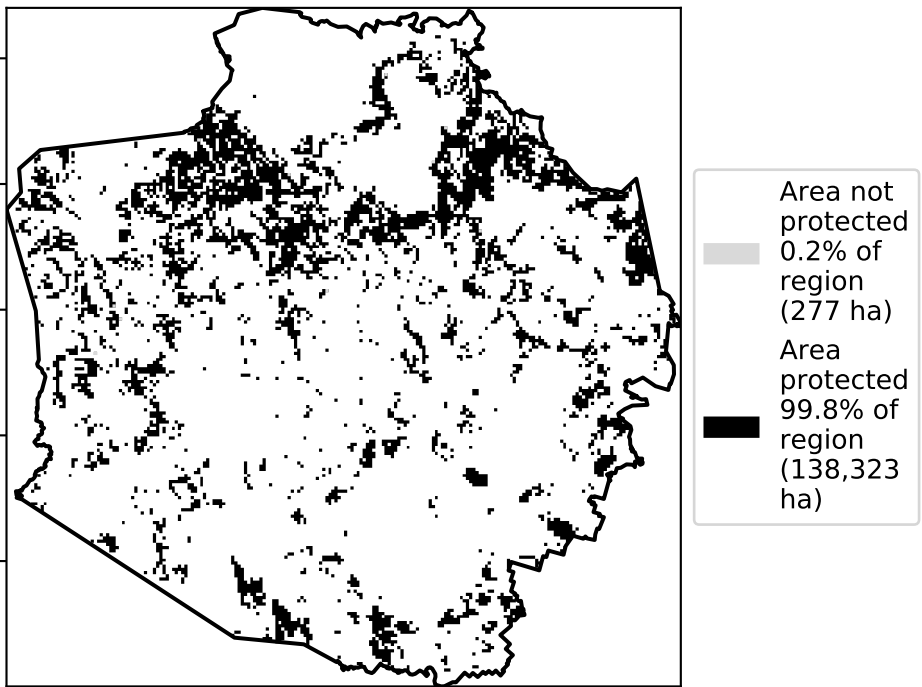 Area not
protected
0.2% of
region
(277 ha)
Area
protected
99.8% of
region
(138,323
ha)